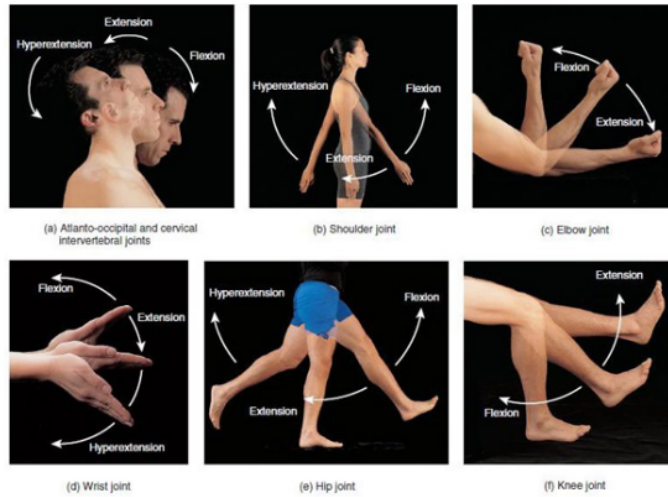 Extension
Hyperextension
Flexion
(a) Atlanto-occipital and cervical
intervertebral joints
Hyperextension
Flexion
Extension
(b) Shoulder joint
Flexion
Extension
(c) Elbow joint
Flexion
Extension
Hyperextension
(d) Wrist joint
Hyperextension
Flexion
Extension
(e) Hip joint
Extension
Flexion
(f) Knee joint